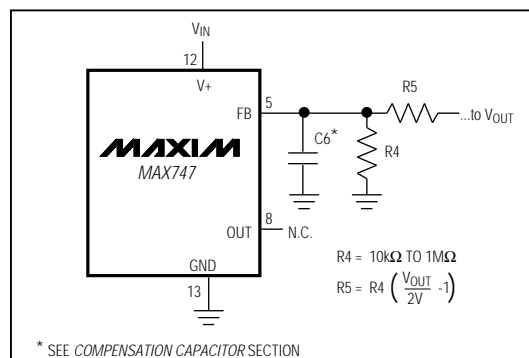 VIN
12
V+
R5
5
FB
...to VOUT
C6*
R4
MAXIM
MAX747
8
OUT
N.C.
R4 = 10kΩ TO 1MΩ
GND
R5 = R4 ( VOUT / 2V -1 )
13
* SEE COMPENSATION CAPACITOR SECTION